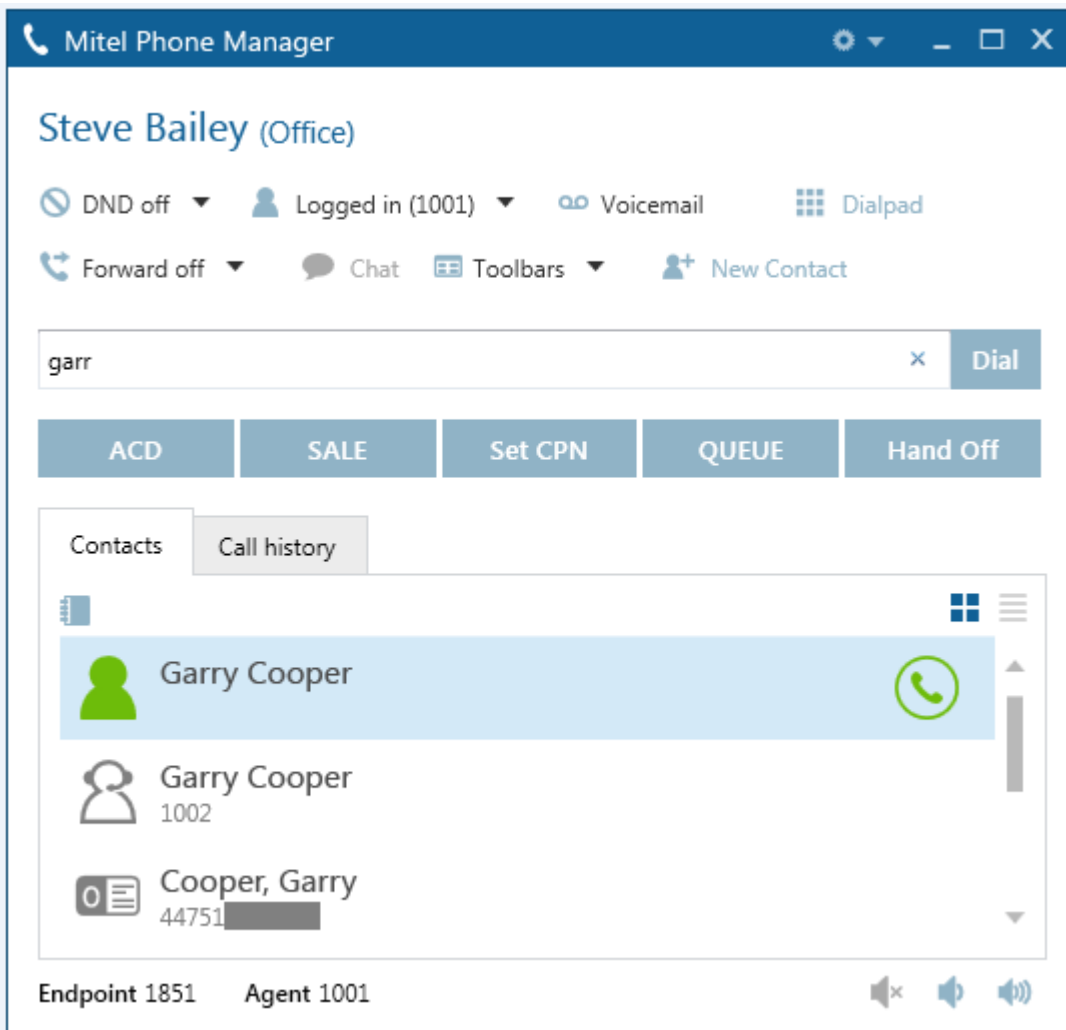 Mitel Phone Manager
Steve Bailey (Office)
DND off Logged in (1001) Voicemail Dialpad
Forward off Chat Toolbars New Contact
garr × Dial
ACD SALE Set CPN QUEUE Hand Off
Contacts Call history
Garry Cooper
Garry Cooper
1002
O Cooper, Garry
44751
Endpoint 1851 Agent 1001